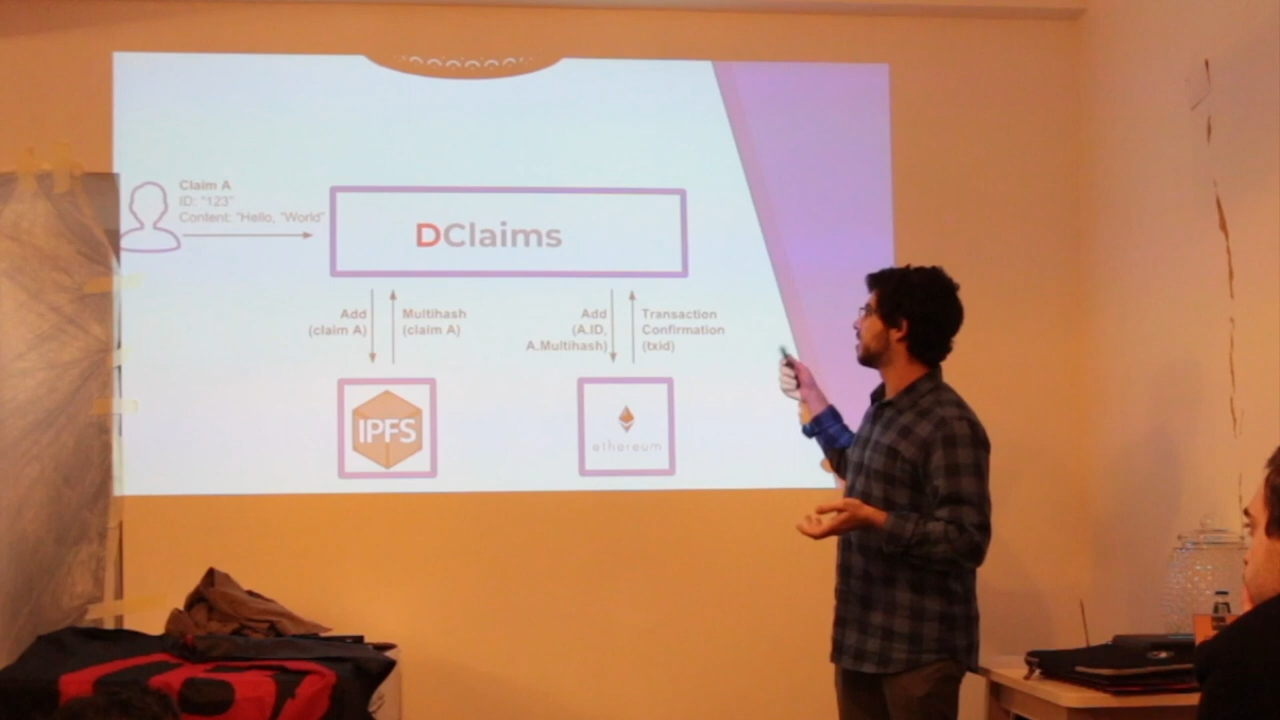 Claim A
ID: "123"
Content: "Hello, "World"
DClaims
Add
(claim A)
Multihash
(claim A)
Add
(A.ID,
A.Multihash)
Transaction
Confirmation
(txid)
IPFS
ethereum